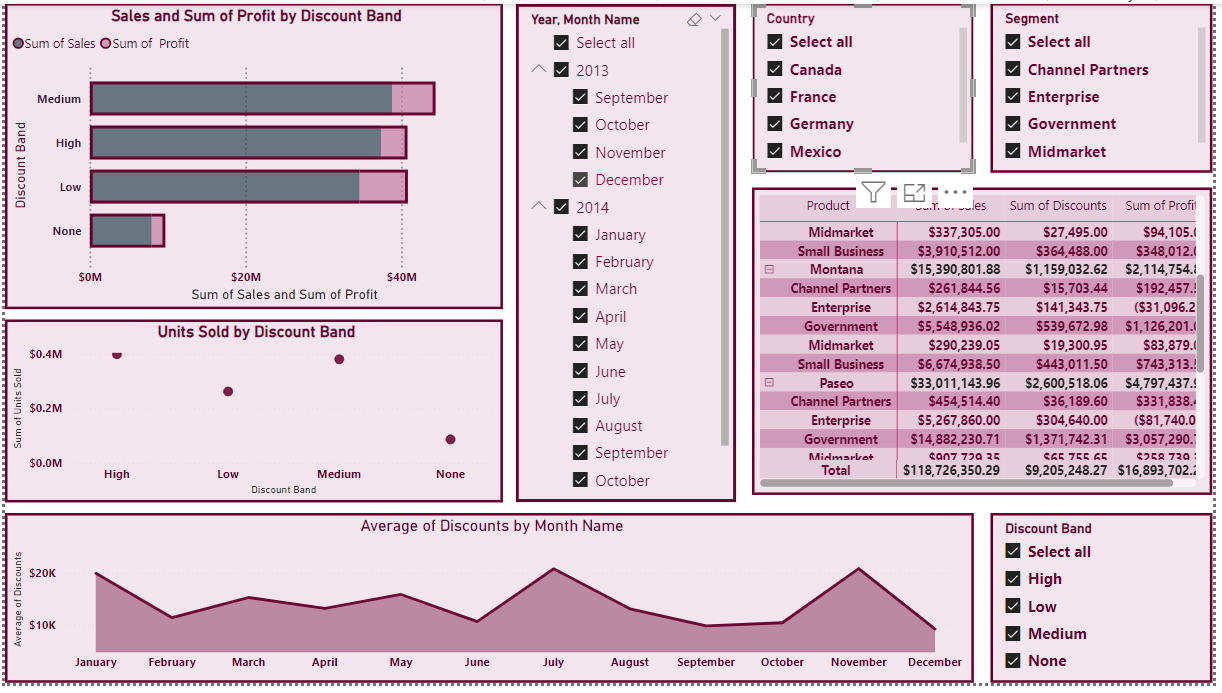 Sales and Sum of Profit by Discount Band
Sum of Sales Sum of Profit
Discount Band
Medium
High
Low
None
$0M $20M $40M
Sum of Sales and Sum of Profit
Units Sold by Discount Band
Sum of Units Sold
$0.4M
$0.2M
$0.0M
High Low Medium None
Discount Band
Year, Month Name
Select all
2013
September
October
November
December
2014
January
February
March
April
May
June
July
August
September
October
Country
Select all
Canada
France
Germany
Mexico
Segment
Select all
Channel Partners
Enterprise
Government
Midmarket
Product Sum of Sales Sum of Discounts Sum of Profit
Midmarket $337,305.00 $27,495.00 $94,105.
Small Business $3,910,512.00 $364,488.00 $348,012.
Montana $15,390,801.88 $1,159,032.62 $2,114,754.
Channel Partners $261,844.56 $15,703.44 $192,457.
Enterprise $2,614,843.75 $141,343.75 ($31,096.2
Government $5,548,936.02 $539,672.98 $1,126,201.
Midmarket $290,239.05 $19,300.95 $83,879.
Small Business $6,674,938.50 $443,011.50 $743,313.
Paseo $33,011,143.96 $2,600,518.06 $4,797,437.
Channel Partners $454,514.40 $36,189.60 $331,838.
Enterprise $5,267,860.00 $304,640.00 ($81,740.0
Government $14,882,230.71 $1,371,742.31 $3,057,290.
Midmarket $907,729.35 $65,755.65 $258,739.
Total $118,726,350.29 $9,205,248.27 $16,893,702.
Average of Discounts by Month Name
Average of Discounts
$20K
$10K
January February March April May June July August September October November December
Discount Band
Select all
High
Low
Medium
None